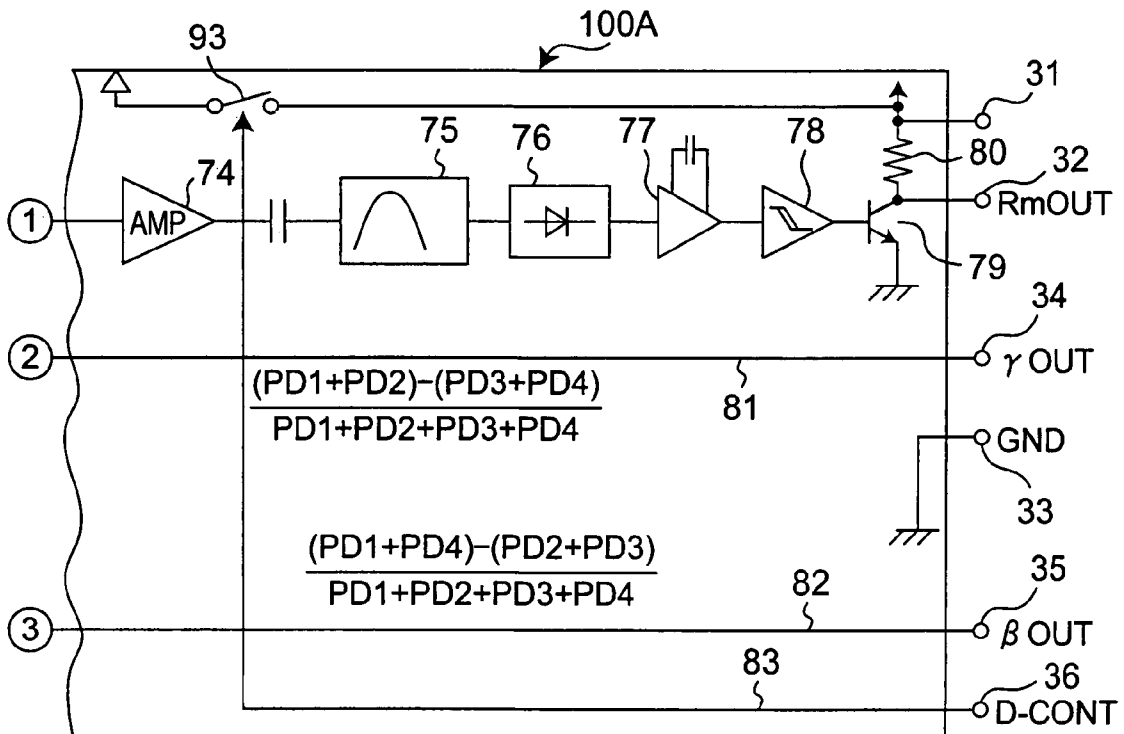 100A
93
31
75
76
77
78
80
32
74
1
AMP
RmOUT
79
34
2
γ OUT
(PD1+PD2)−(PD3+PD4)
PD1+PD2+PD3+PD4
81
GND
33
(PD1+PD4)−(PD2+PD3)
PD1+PD2+PD3+PD4
82
35
3
β OUT
83
36
D-CONT